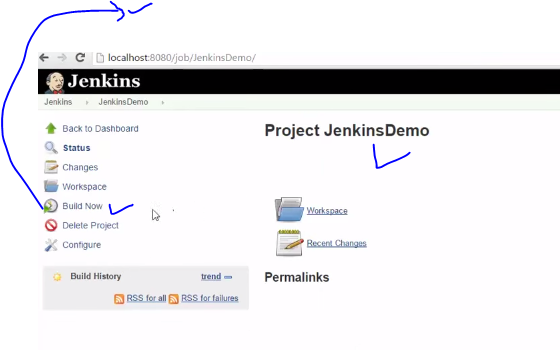 localhost:8080/job/JenkinsDemo/
Jenkins
Jenkins › JenkinsDemo ›
Back to Dashboard
Status
Changes
Workspace
Build Now
Delete Project
Configure
Build History trend
RSS for all RSS for failures
Project JenkinsDemo
Workspace
Recent Changes
Permalinks